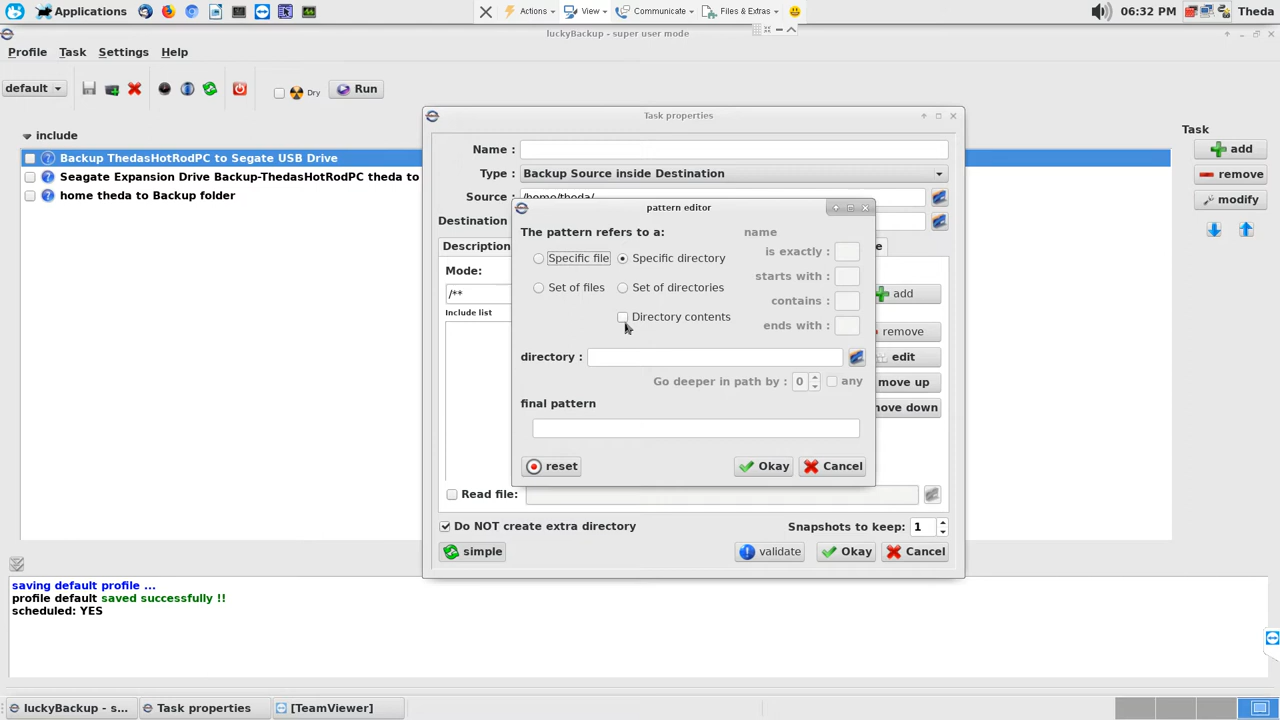 Applications
Actions
View
Communicate
Files & Extras
06:32 PM
Theda
luckyBackup - super user mode
Profile Task Settings Help
default
Dry
Run
include
Backup ThedasHotRodPC to Segate USB Drive
Seagate Expansion Drive Backup-ThedasHotRodPC theda to
home theda to Backup folder
Task
add
remove
modify
Task properties
Name :
Type : Backup Source inside Destination
Source : /home/theda/
Destination
Description
Mode:
/**
Include list
add
remove
edit
move up
move down
Read file:
Do NOT create extra directory
Snapshots to keep: 1
simple
validate
Okay
Cancel
pattern editor
The pattern refers to a:
Specific file
Specific directory
Set of files
Set of directories
Directory contents
name
is exactly :
starts with :
contains :
ends with :
directory :
Go deeper in path by : 0 any
final pattern
reset
Okay
Cancel
saving default profile ...
profile default saved successfully !!
scheduled: YES
luckyBackup - s...
Task properties
[TeamViewer]